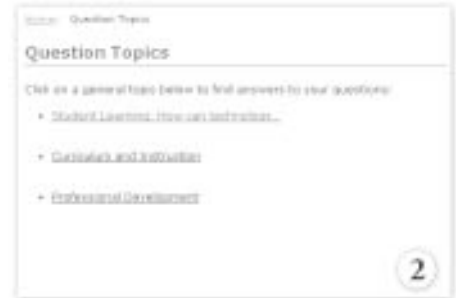 Home Question Topics
Question Topics
Click on a general topic below to find answers to your questions:
• Student Learning: How can technology...
• Curriculum and Instruction
• Professional Development
2